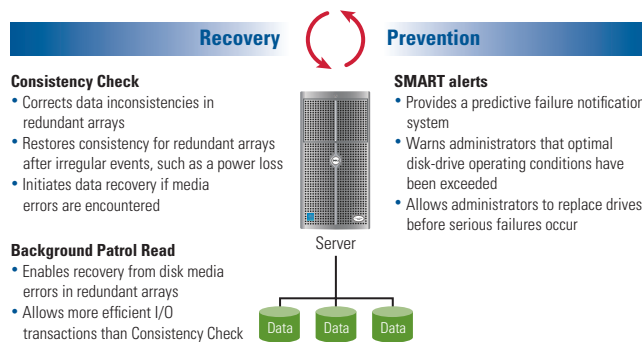 Recovery
Prevention
Consistency Check
• Corrects data inconsistencies in
redundant arrays
• Restores consistency for redundant arrays
after irregular events, such as a power loss
• Initiates data recovery if media
errors are encountered
Background Patrol Read
• Enables recovery from disk media
errors in redundant arrays
• Allows more efficient I/O
transactions than Consistency Check
SMART alerts
• Provides a predictive failure notification
system
• Warns administrators that optimal
disk-drive operating conditions have
been exceeded
• Allows administrators to replace drives
before serious failures occur
Server
Data
Data
Data